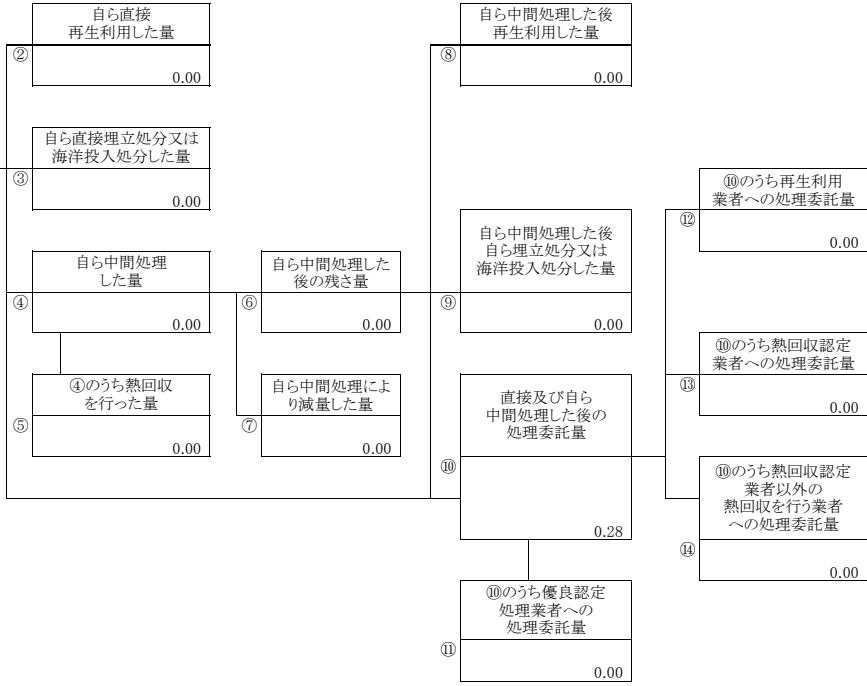 自ら直接
再生利用した量
②
0.00
自ら中間処理した後
再生利用した量
⑧
0.00
自ら直接埋立処分又は
海洋投入処分した量
③
0.00
⑩のうち再生利用
業者への処理委託量
⑫
0.00
自ら中間処理
した量
④
0.00
自ら中間処理した
後の残さ量
⑥
0.00
自ら中間処理した後
自ら埋立処分又は
海洋投入処分した量
⑨
0.00
⑩のうち熱回収認定
業者への処理委託量
⑬
0.00
④のうち熱回収
を行った量
⑤
0.00
自ら中間処理によ
り減量した量
⑦
0.00
直接及び自ら
中間処理した後の
処理委託量
⑩
0.28
⑩のうち熱回収認定
業者以外の
熱回収を行う業者
への処理委託量
⑭
0.00
⑩のうち優良認定
処理業者への
処理委託量
⑪
0.00